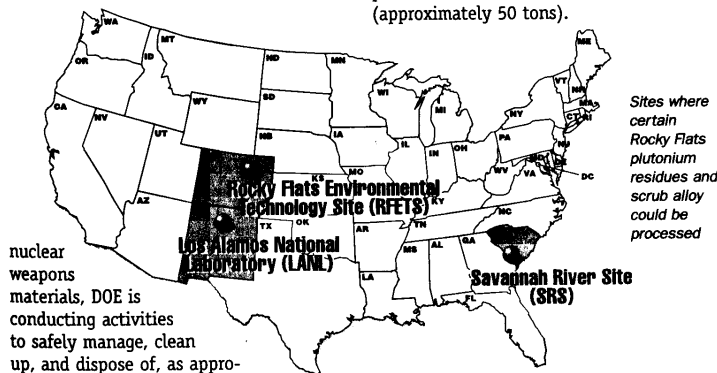 (approximately 50 tons).
WA
MT
ND
MN
ME
OR
ID
VT
NH
SD
WI
MI
NY
MA
CT
RI
WY
CA
NV
UT
NB
IA
PA
NJ
IL
IN
OH
MD
DE
DC
WV
VA
KS
MO
KY
Rocky Flats Environmental
Technology Site (RFETS)
AZ
TX
OK
AR
TN
NC
Los Alamos National
Laboratory (LANL)
MS
AL
GA
LA
FL
Savannah River Site
(SRS)
Sites where
certain
Rocky Flats
plutonium
residues and
scrub alloy
could be
processed
nuclear
weapons
materials, DOE is
conducting activities
to safely manage, clean
up, and dispose of, as appro-